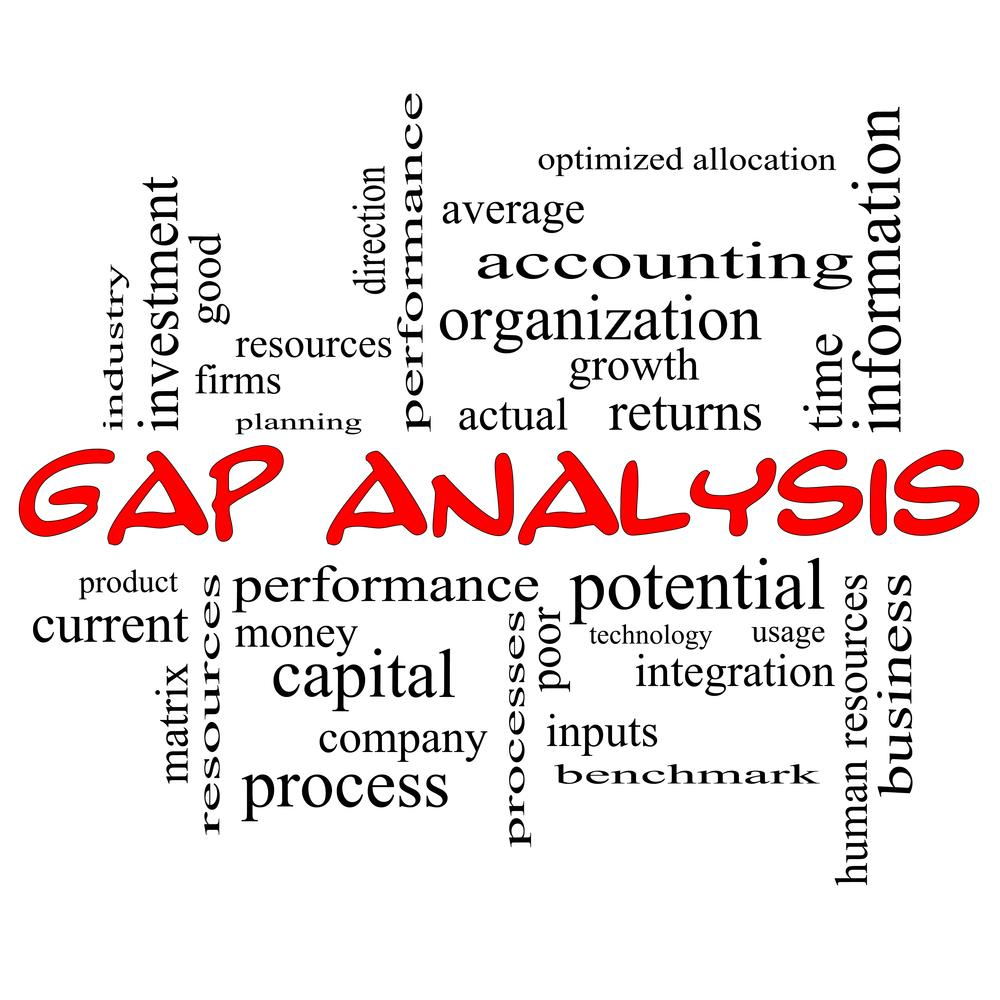 optimized allocation
direction
performance
average
information
investment
good
accounting
industry
organization
resources
growth
time
firms
actual
returns
planning
GAP ANALYSIS
product
performance
potential
current
money
technology
usage
resources
poor
human resources
business
capital
integration
matrix
processes
company
inputs
process
benchmark